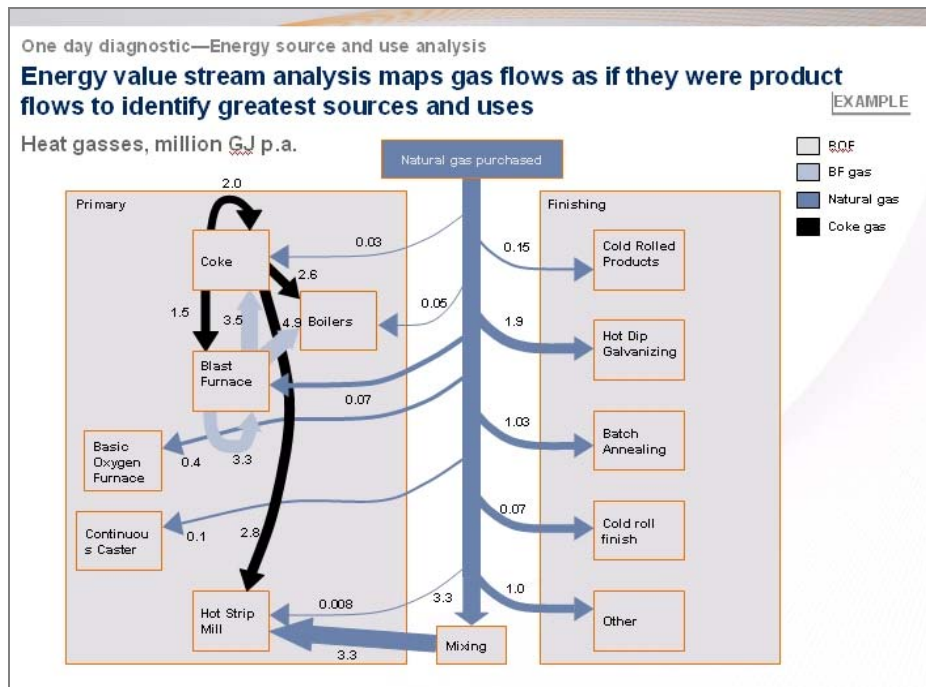 One day diagnostic—Energy source and use analysis
Energy value stream analysis maps gas flows as if they were product
flows to identify greatest sources and uses
EXAMPLE
Heat gasses, million GJ p.a.
Natural gas purchased
BOF
BF gas
Natural gas
Coke gas
Primary
2.0
Coke
0.03
2.6
1.5
3.5
4.9
Boilers
0.05
Blast
Furnace
0.07
Basic
Oxygen
Furnace
0.4
3.3
Continuou
s Caster
0.1
2.8
Hot Strip
Mill
0.008
3.3
3.3
Mixing
Finishing
0.15
Cold Rolled
Products
1.9
Hot Dip
Galvanizing
1.03
Batch
Annealing
0.07
Cold roll
finish
1.0
Other